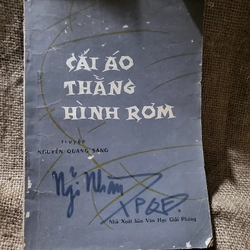 CÁI ÁO
THẰNG
HÌNH RƠM
truyện
NGUYỄN QUANG SÁNG
Nhà Xuất bản Văn Học Giải Phóng